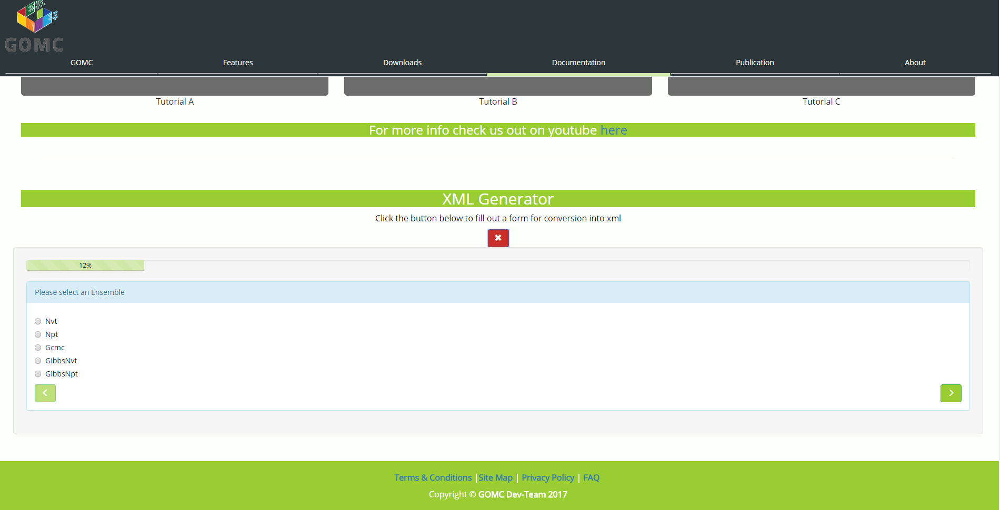 GOMC
GOMC Features Downloads Documentation Publication About
Tutorial A Tutorial B Tutorial C
For more info check us out on youtube here
XML Generator
Click the button below to fill out a form for conversion into xml
12%
Please select an Ensemble
Nvt
Npt
Gcmc
GibbsNvt
GibbsNpt
Terms & Conditions |Site Map | Privacy Policy | FAQ
Copyright © GOMC Dev-Team 2017